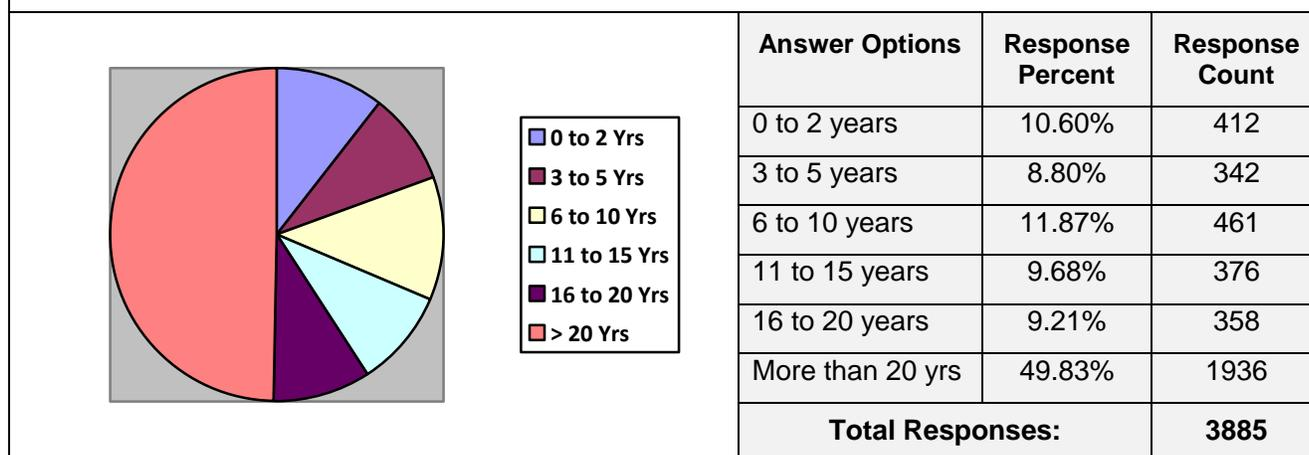 0 to 2 Yrs
3 to 5 Yrs
6 to 10 Yrs
11 to 15 Yrs
16 to 20 Yrs
> 20 Yrs
Answer Options Response Percent Response Count
0 to 2 years 10.60% 412
3 to 5 years 8.80% 342
6 to 10 years 11.87% 461
11 to 15 years 9.68% 376
16 to 20 years 9.21% 358
More than 20 yrs 49.83% 1936
Total Responses: 3885